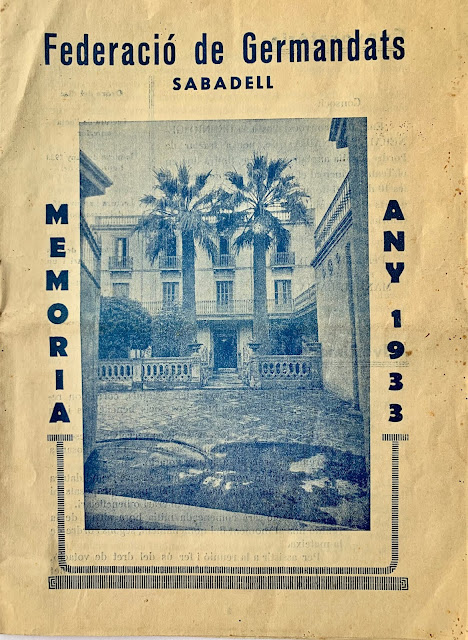 Federació de Germandats
SABADELL
MEMORIA
ANY 1933